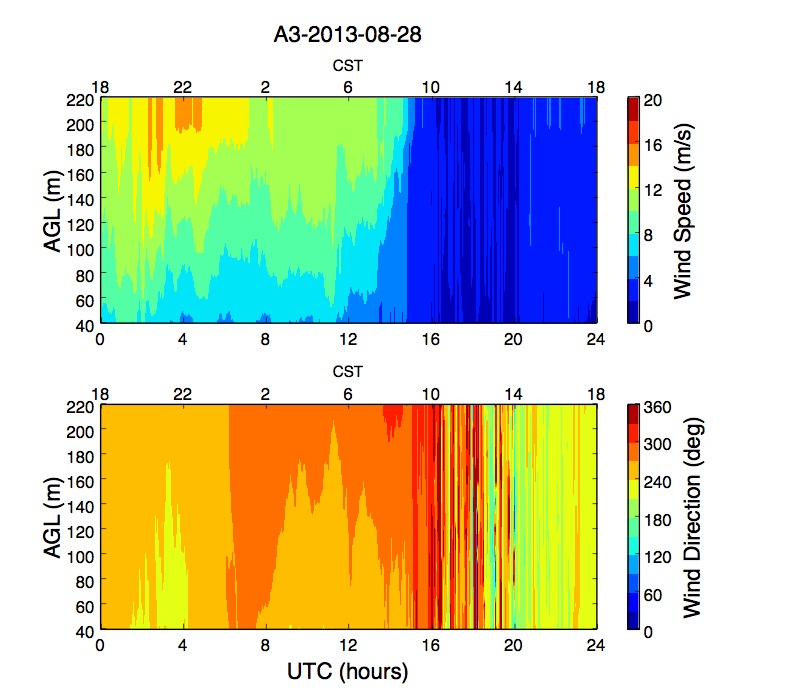 A3-2013-08-28
CST
18 22 2 6 10 14 18
220 200 180 160 140 120 100 80 60 40
AGL (m)
0 4 8 12 16 20 24
20 16 12 8 4 0
Wind Speed (m/s)
CST
18 22 2 6 10 14 18
220 200 180 160 140 120 100 80 60 40
AGL (m)
0 4 8 12 16 20 24
UTC (hours)
360 300 240 180 120 60 0
Wind Direction (deg)